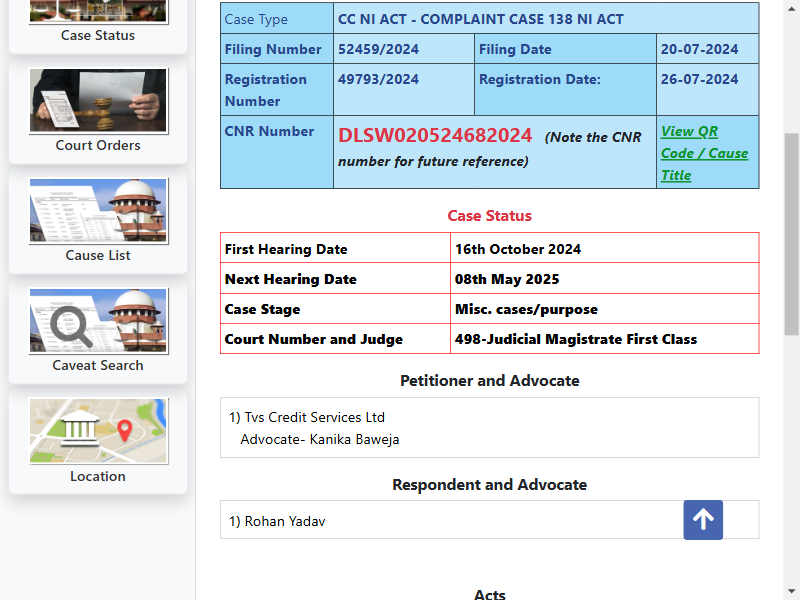 Case Status
Court Orders
Cause List
Caveat Search
Location
Case Type CC NI ACT - COMPLAINT CASE 138 NI ACT
Filing Number 52459/2024 Filing Date 20-07-2024
Registration Number 49793/2024 Registration Date: 26-07-2024
CNR Number DLSW020524682024 (Note the CNR number for future reference) View QR Code / Cause Title
Case Status
First Hearing Date 16th October 2024
Next Hearing Date 08th May 2025
Case Stage Misc. cases/purpose
Court Number and Judge 498-Judicial Magistrate First Class
Petitioner and Advocate
1) Tvs Credit Services Ltd
Advocate- Kanika Baweja
Respondent and Advocate
1) Rohan Yadav
Acts